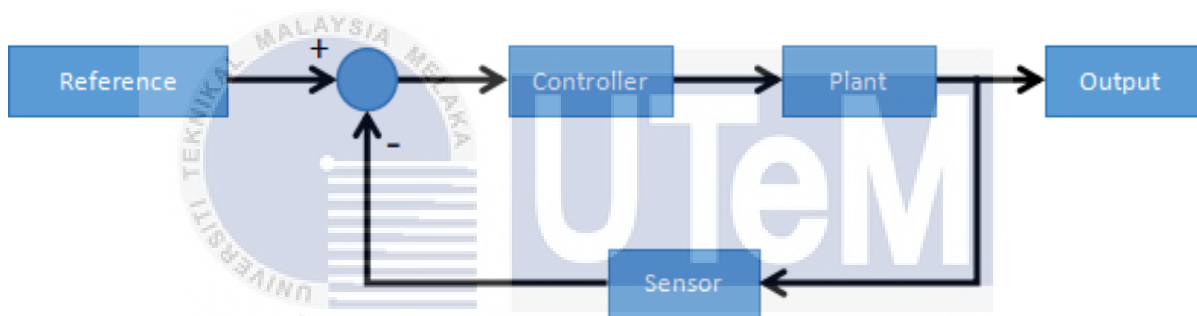 UNIVERSITI TEKNIKAL MALAYSIA MELAKA
+
Reference
Controller
Plant
Output
-
UTeM
Sensor